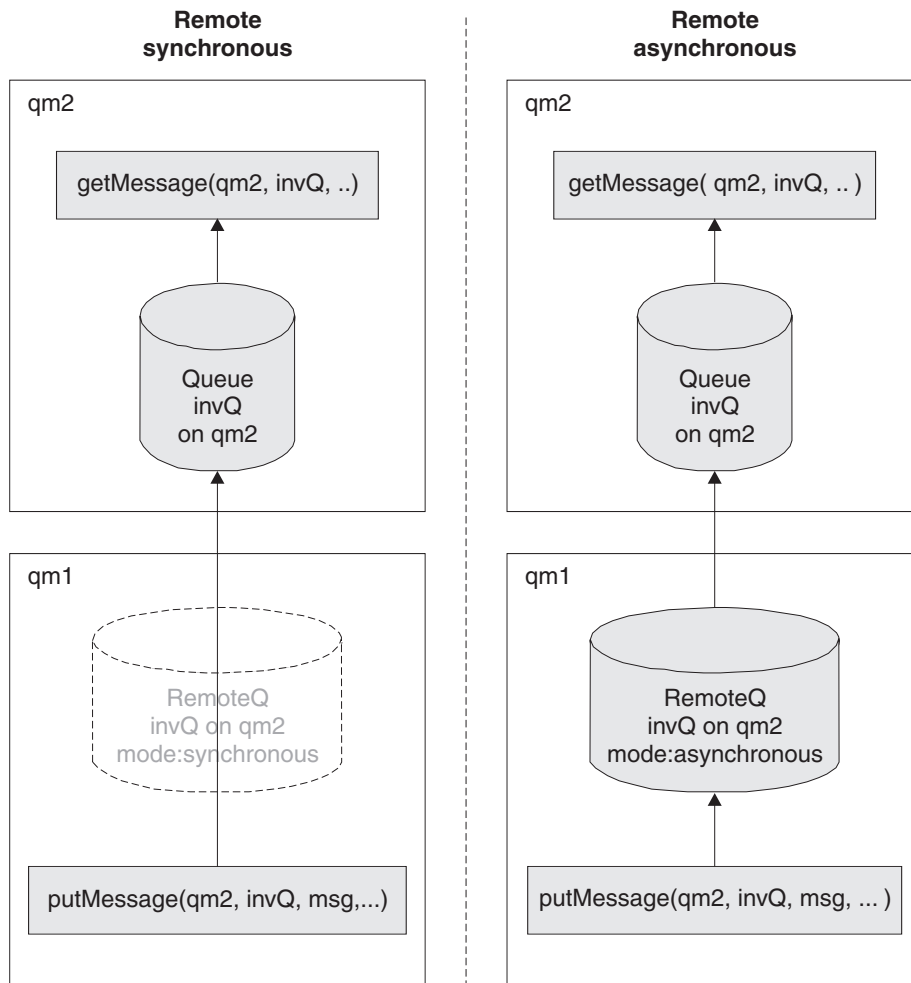 Remote
synchronous
qm2
getMessage(qm2, invQ, ..)
Queue
invQ
on qm2
qm1
RemoteQ
invQ on qm2
mode:synchronous
putMessage(qm2, invQ, msg,...)
Remote
asynchronous
qm2
getMessage( qm2, invQ, .. )
Queue
invQ
on qm2
qm1
RemoteQ
invQ on qm2
mode:asynchronous
putMessage(qm2, invQ, msg, ... )